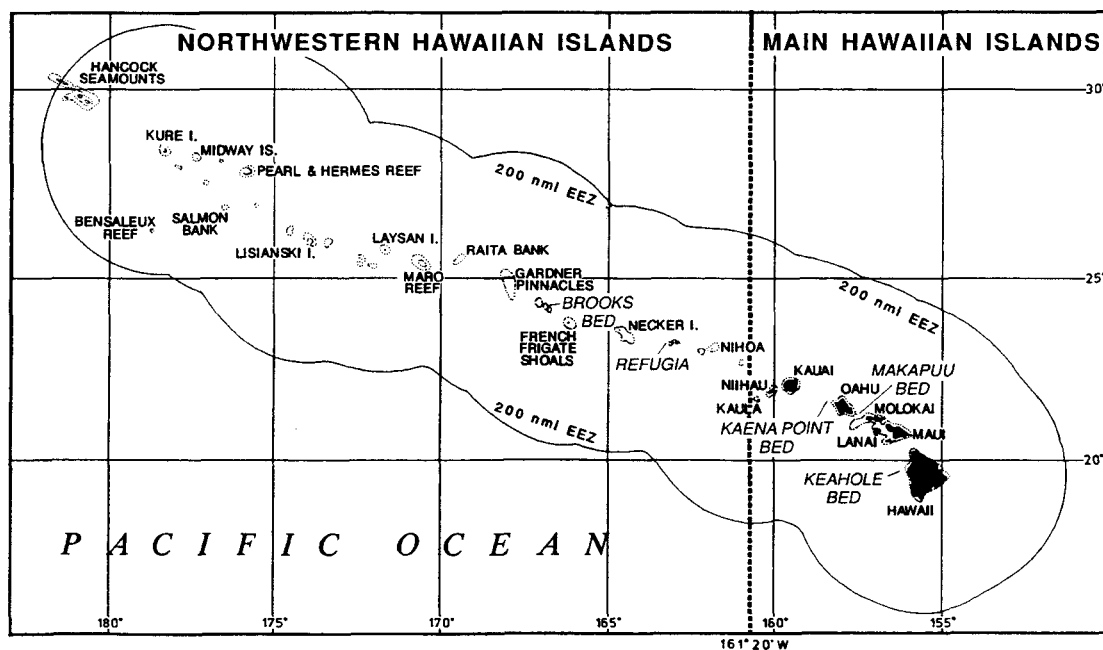 NORTHWESTERN HAWAIIAN ISLANDS
MAIN HAWAIIAN ISLANDS
HANCOCK
SEAMOUNTS
30°
KURE I.
MIDWAY IS.
PEARL & HERMES REEF
200 nmi EEZ
BENSALEUX
REEF
SALMON
BANK
LISIANSKI I.
LAYSAN I.
RAITA BANK
MARO
REEF
GARDNER
PINNACLES
25°
200 nmi EEZ
BROOKS
BED
FRENCH
FRIGATE
SHOALS
NECKER I.
REFUGIA
NIHOA
NIIHAU
KAUAI
KAULA
MAKAPUU
BED
OAHU
MOLOKAI
KAENA POINT
BED
LANAI
MAUI
200 nmi EEZ
20°
KEAHOLE
BED
HAWAII
PACIFIC OCEAN
180°
175°
170°
165°
160°
155°
161° 20'W